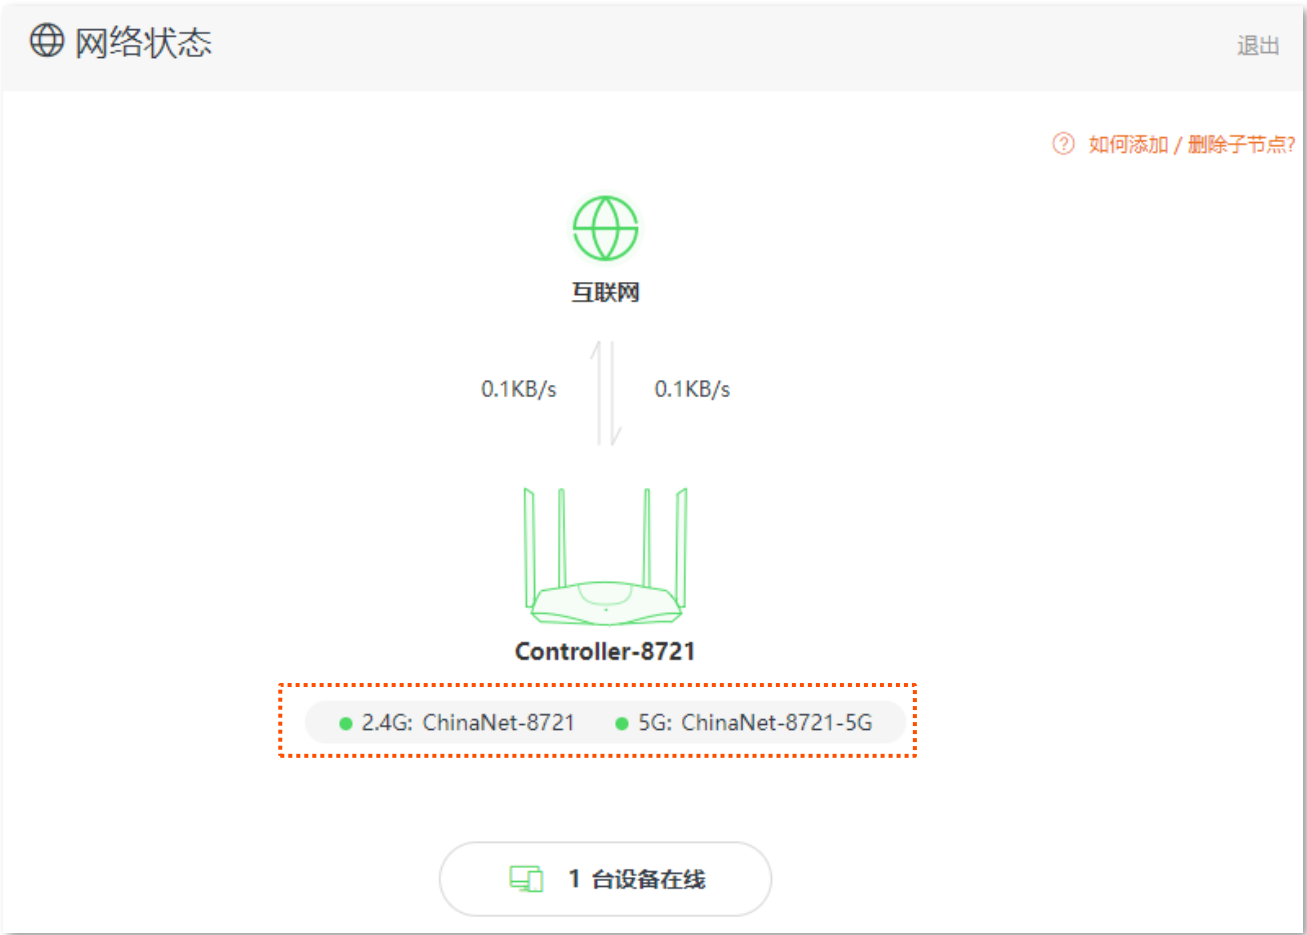 网络状态
退出
? 如何添加 / 删除子节点?
互联网
0.1KB/s 0.1KB/s
Controller-8721
2.4G: ChinaNet-8721 5G: ChinaNet-8721-5G
1 台设备在线